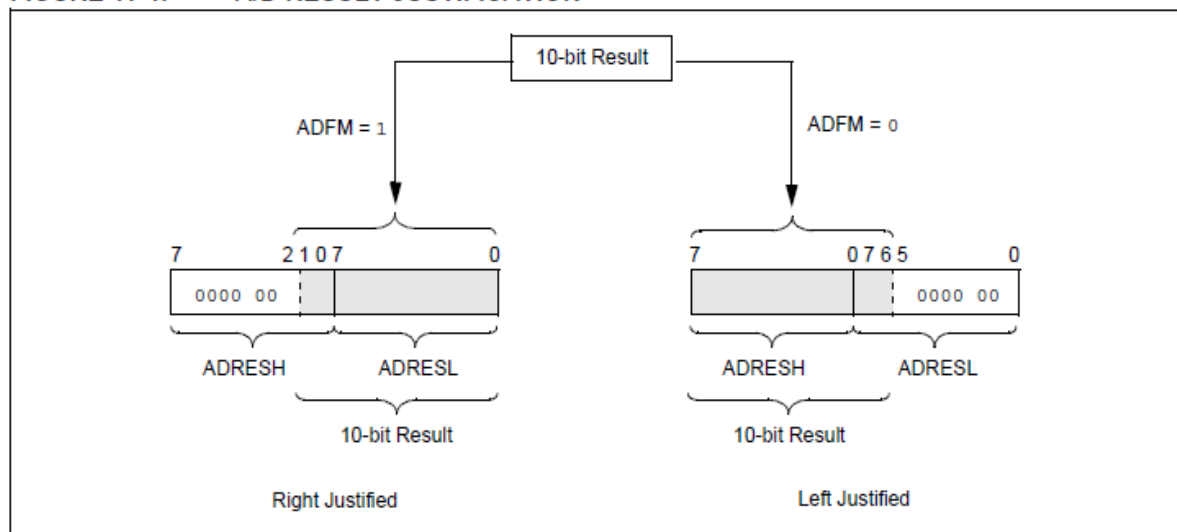 10-bit Result
ADFM = 1
ADFM = 0
7 2 1 0 7 0
7 0 7 6 5 0
0000 00
0000 00
ADRESH ADRESL
ADRESH ADRESL
10-bit Result
10-bit Result
Right Justified
Left Justified